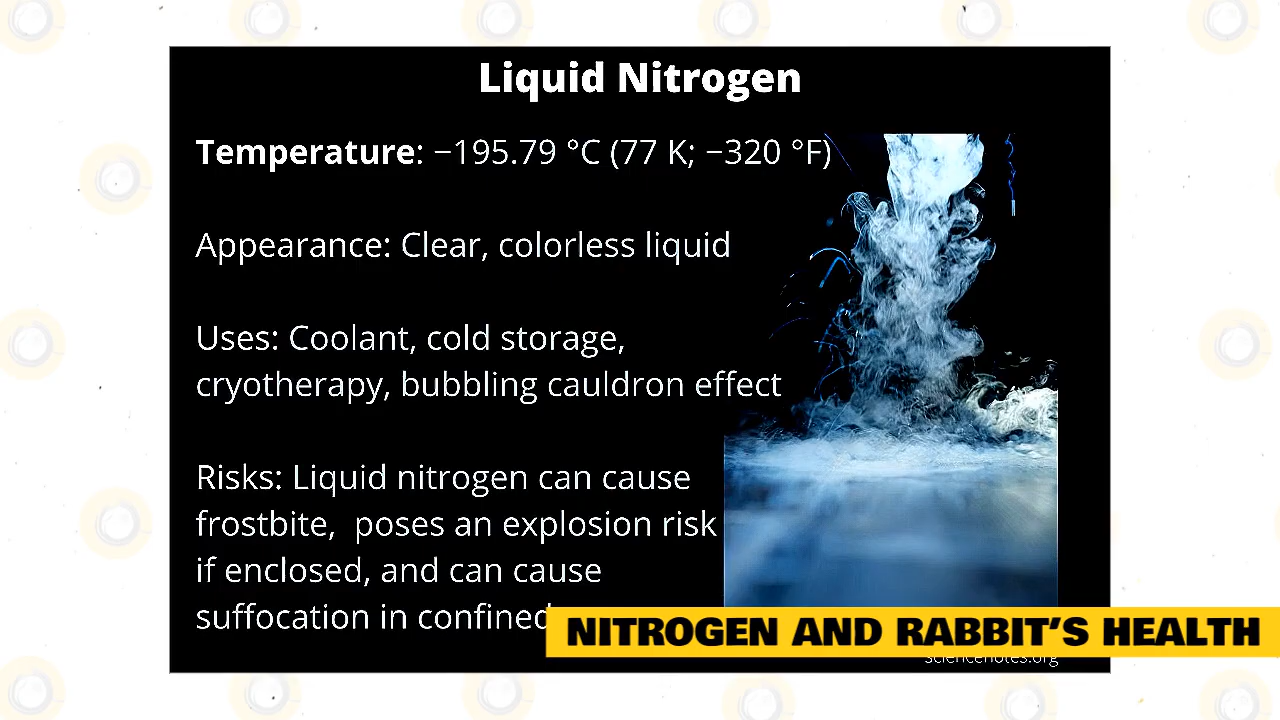 Liquid Nitrogen
Temperature: −195.79 °C (77 K; −320 °F)
Appearance: Clear, colorless liquid
Uses: Coolant, cold storage,
cryotherapy, bubbling cauldron effect
Risks: Liquid nitrogen can cause
frostbite, poses an explosion risk
if enclosed, and can cause
suffocation in confined
NITROGEN AND RABBIT'S HEALTH
sciencenotes.org